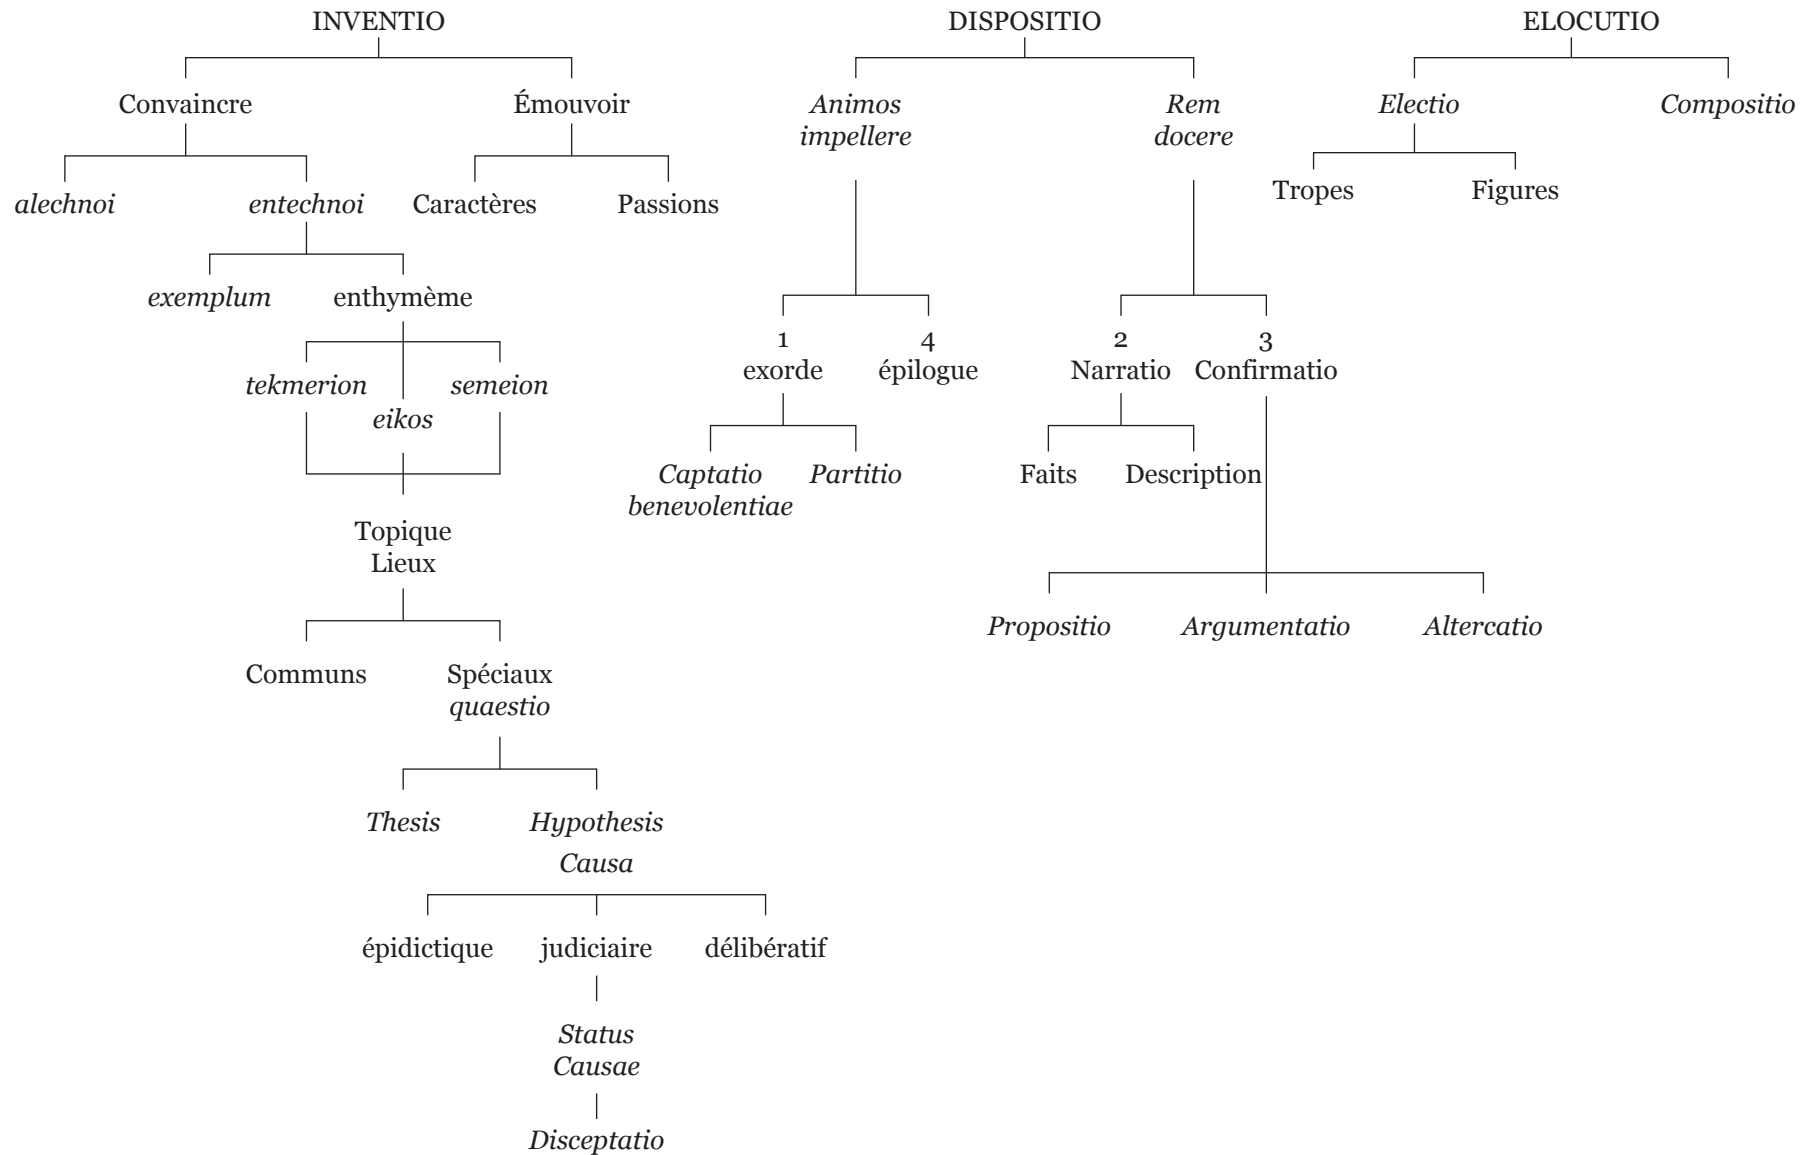 INVENTIO
Convaincre
Émouvoir
alechnoi
entechnoi
Caractères
Passions
exemplum
enthymème
tekmerion
semeion
eikos
Topique
Lieux
Communs
Spéciaux
quaestio
Thesis
Hypothesis
Causa
épidictique
judiciaire
délibératif
Status
Causae
Disceptatio
DISPOSITIO
Animos
impellere
Rem
docere
1
exorde
4
épilogue
2
Narratio
3
Confirmatio
Captatio
benevolentiae
Partitio
Faits
Description
Propositio
Argumentatio
Altercatio
ELOCUTIO
Electio
Compositio
Tropes
Figures